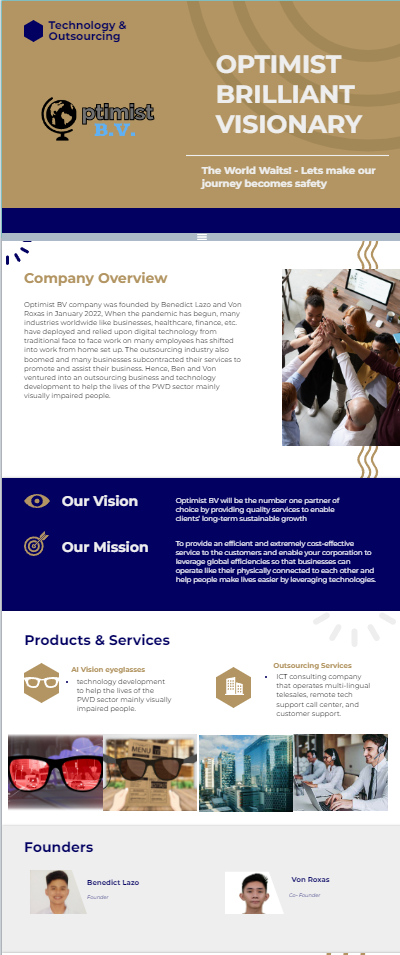 Technology &
Outsourcing
OPTIMIST
BRILLIANT
VISIONARY
ptimist
B.V.
The World Waits! - Lets make our
journey becomes safety
Company Overview
Optimist BV company was founded by Benedict Lazo and Von
Roxas in January 2022, When the pandemic has begun, many
industries worldwide like businesses, healthcare, finance, etc.
have deployed and relied upon digital technology from
traditional face to face work on many employees has shifted
into work from home set up. The outsourcing industry also
boomed and many businesses subcontracted their services to
promote and assist their business. Hence, Ben and Von
ventured into an outsourcing business and technology
development to help the lives of the PWD sector mainly
visually impaired people.
Our Vision
Optimist BV will be the number one partner of
choice by providing quality services to enable
clients' long-term sustainable growth
Our Mission
To provide an efficient and extremely cost-effective
service to the customers and enable your corporation to
leverage global efficiencies so that businesses can
operate like their physically connected to each other and
help people make lives easier by leveraging technologies.
Products & Services
AI Vision eyeglasses
technology development
to help the lives of the
PWD sector mainly visually
impaired people.
Outsourcing Services
ICT consulting company
that operates multi-lingual
telesales, remote tech
support call center, and
customer support.
MENU
Founders
Benedict Lazo
Founder
Von Roxas
Co- Founder